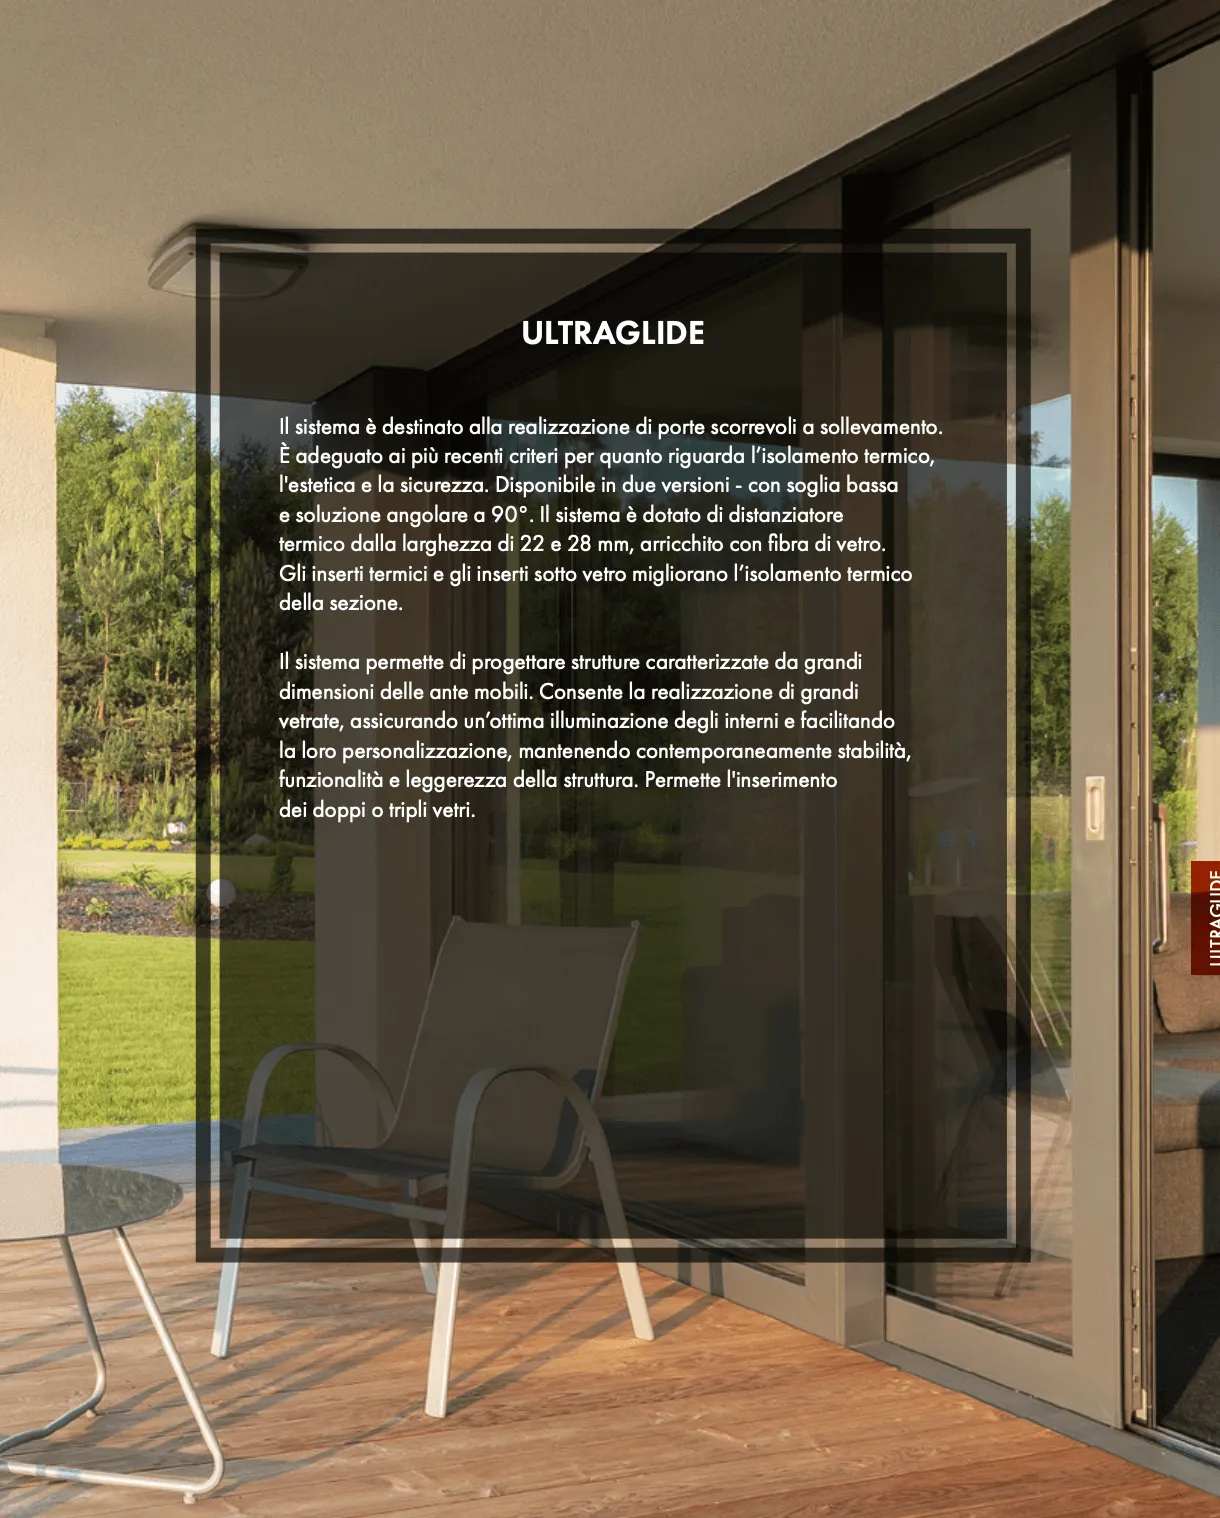 ULTRAGLIDE
Il sistema è destinato alla realizzazione di porte scorrevoli a sollevamento.
È adeguato ai più recenti criteri per quanto riguarda l’isolamento termico,
l'estetica e la sicurezza. Disponibile in due versioni - con soglia bassa
e soluzione angolare a 90°. Il sistema è dotato di distanziatore
termico dalla larghezza di 22 e 28 mm, arricchito con fibra di vetro.
Gli inserti termici e gli inserti sotto vetro migliorano l’isolamento termico
della sezione.
Il sistema permette di progettare strutture caratterizzate da grandi
dimensioni delle ante mobili. Consente la realizzazione di grandi
vetrate, assicurando un’ottima illuminazione degli interni e facilitando
la loro personalizzazione, mantenendo contemporaneamente stabilità,
funzionalità e leggerezza della struttura. Permette l'inserimento
dei doppi o tripli vetri.
ULTRAGLIDE